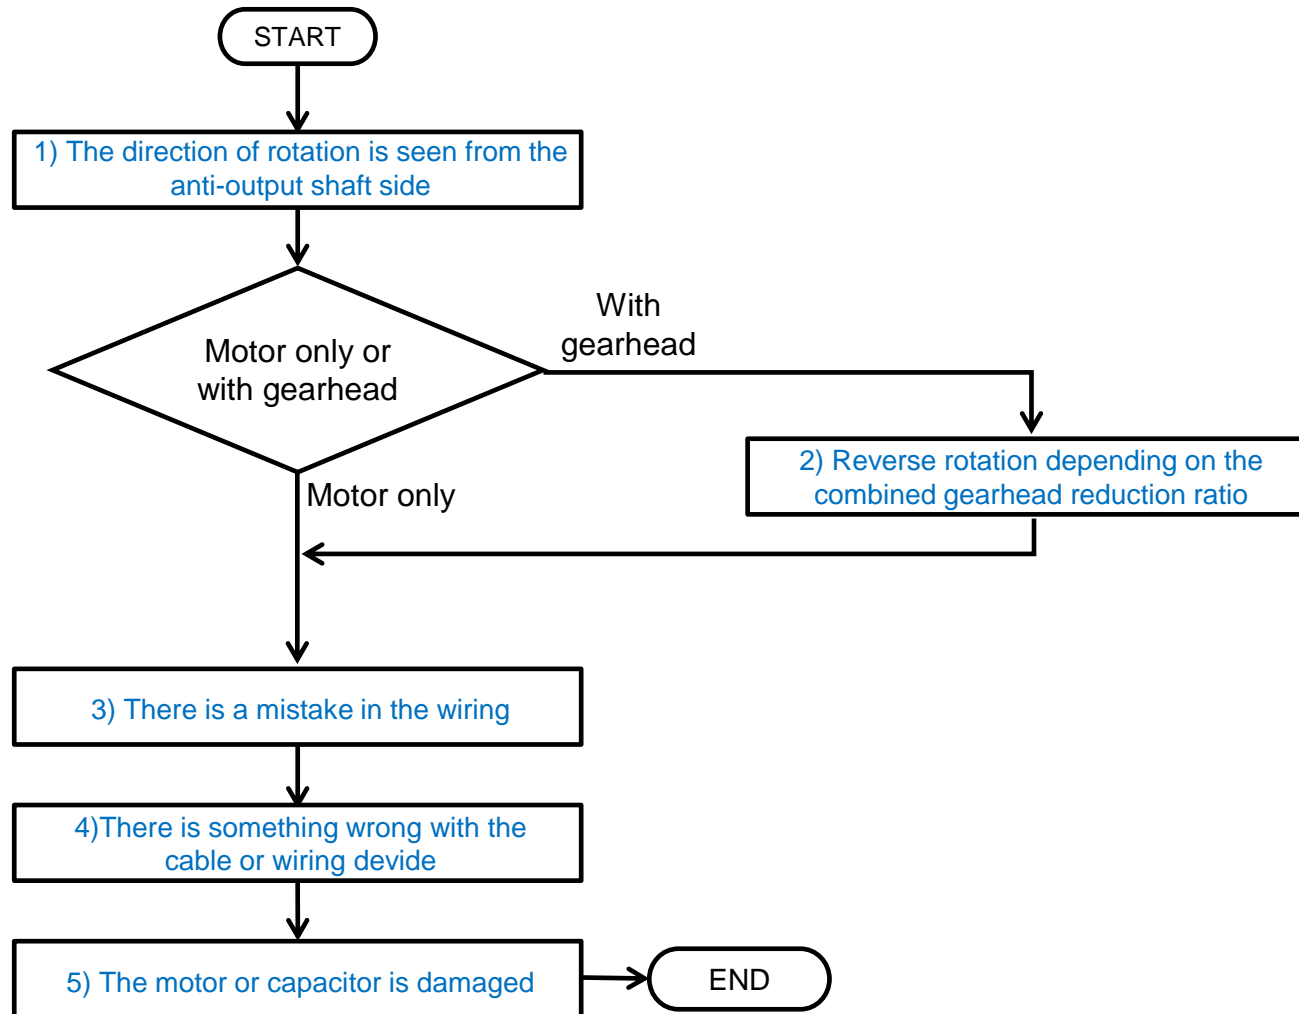 START
1) The direction of rotation is seen from the
anti-output shaft side
Motor only or
with gearhead
With
gearhead
2) Reverse rotation depending on the
combined gearhead reduction ratio
Motor only
3) There is a mistake in the wiring
4)There is something wrong with the
cable or wiring devide
5) The motor or capacitor is damaged
END